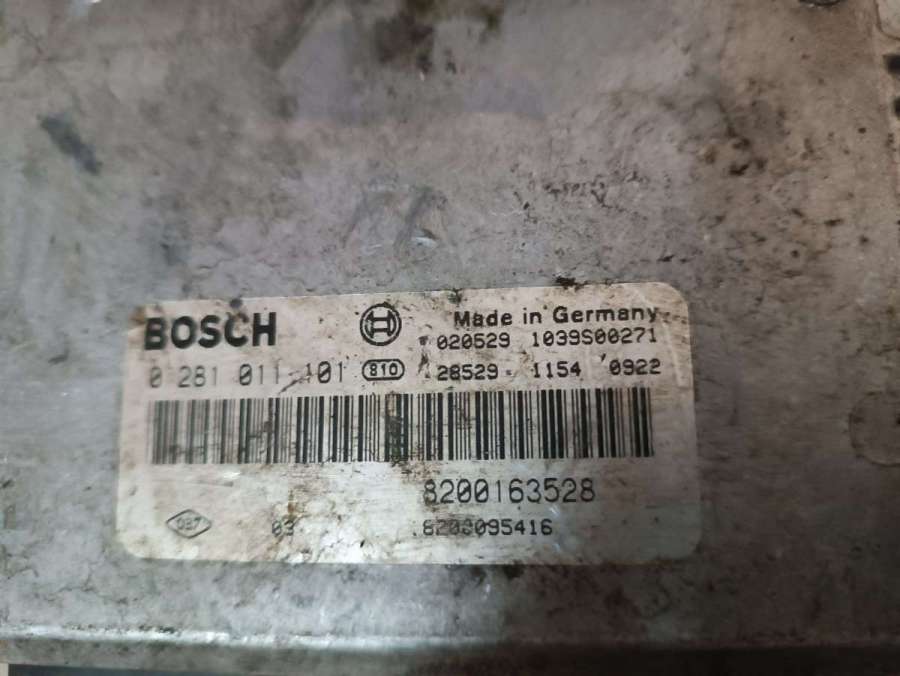 BOSCH
Made in Germany
020529 1039S00271
0 281 011 101 810 28529 1154 0922
8200163528
03 8200095416